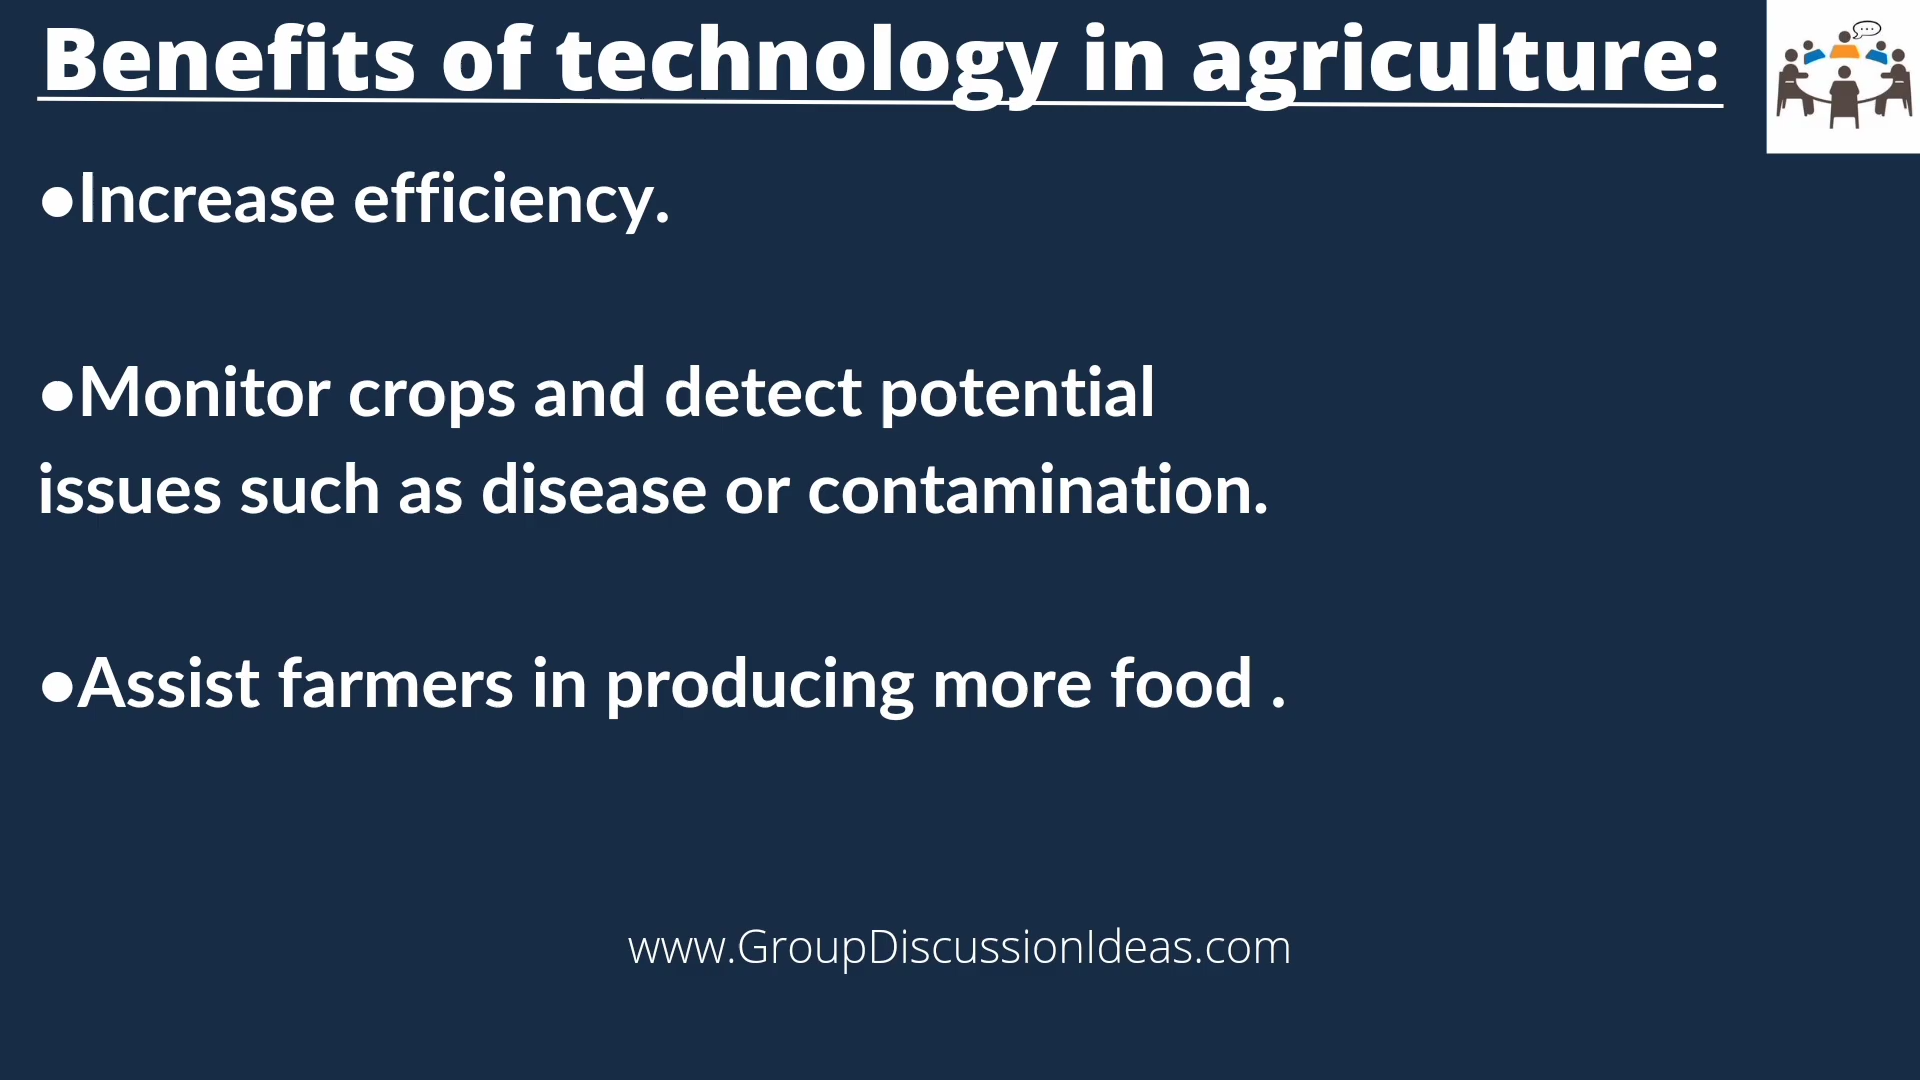 Benefits of technology in agriculture:
●Increase efficiency.
●Monitor crops and detect potential
issues such as disease or contamination.
●Assist farmers in producing more food .
www.GroupDiscussionIdeas.com